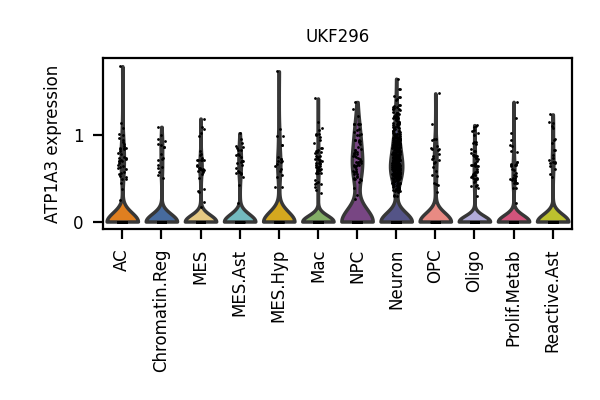 UKF296
ATP1A3 expression
1
0
AC
Chromatin.Reg
MES
MES.Ast
MES.Hyp
Mac
NPC
Neuron
OPC
Oligo
Prolif.Metab
Reactive.Ast